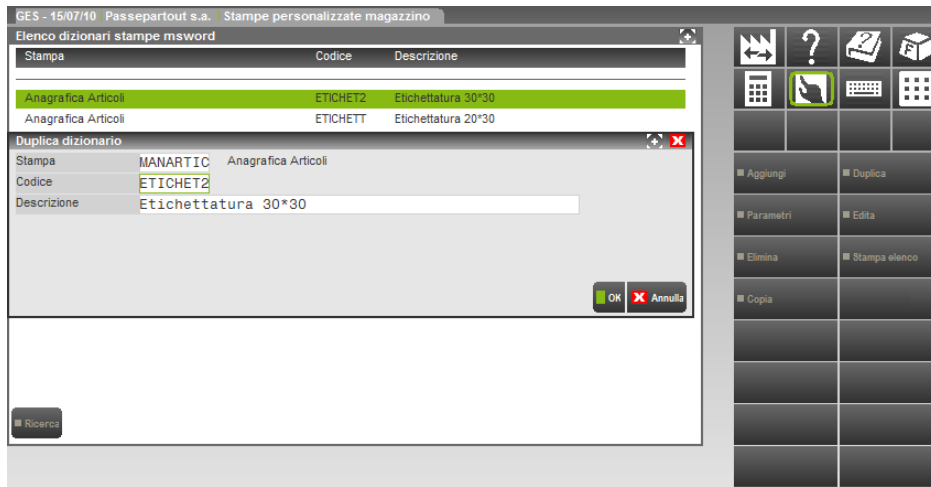 GES - 15/07/10 Passepartout s.a. Stampe personalizzate magazzino
Elenco dizionari stampe msword
Stampa Codice Descrizione
Anagrafica Articoli ETICHET2 Etichettatura 30*30
Anagrafica Articoli ETICHETT Etichettatura 20*30
Duplica dizionario
Stampa MANARTIC Anagrafica Articoli
Codice ETICHET2
Descrizione Etichettatura 30*30
OK Annulla
Ricerca
Aggiungi Duplica
Parametri Edita
Elimina Stampa elenco
Copia